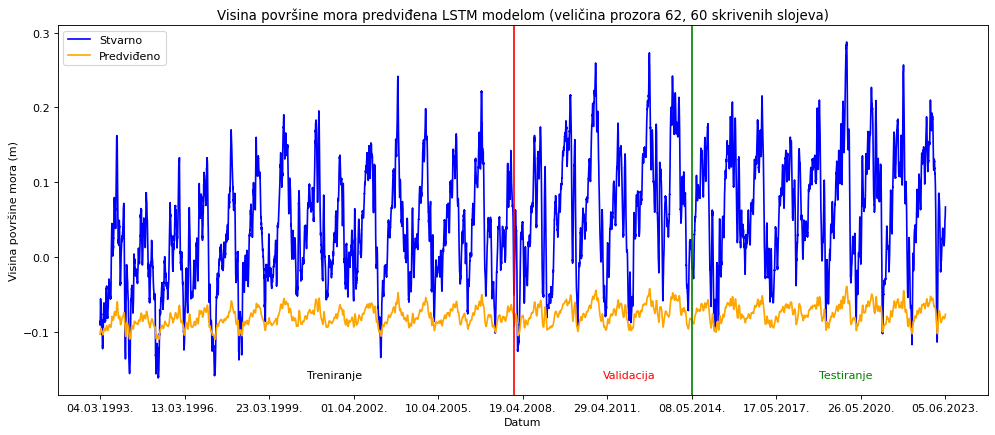 Visina površine mora predviđena LSTM modelom (veličina prozora 62, 60 skrivenih slojeva)
Stvarno
Predviđeno
Visina površine mora (m)
0.3
0.2
0.1
0.0
−0.1
Treniranje
Validacija
Testiranje
04.03.1993. 13.03.1996. 23.03.1999. 01.04.2002. 10.04.2005. 19.04.2008. 29.04.2011. 08.05.2014. 17.05.2017. 26.05.2020. 05.06.2023.
Datum